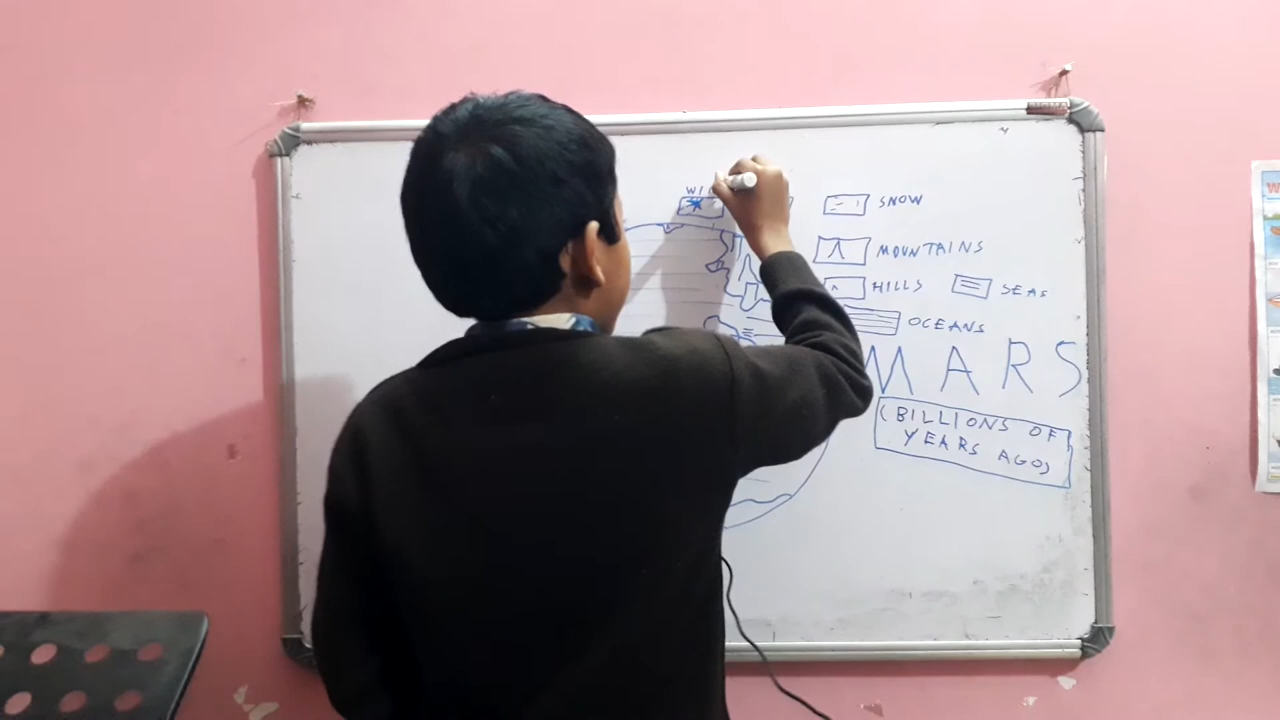 SNOW
MOUNTAINS
HILLS
SEAS
OCEANS
MARS
(BILLIONS OF
YEARS AGO)